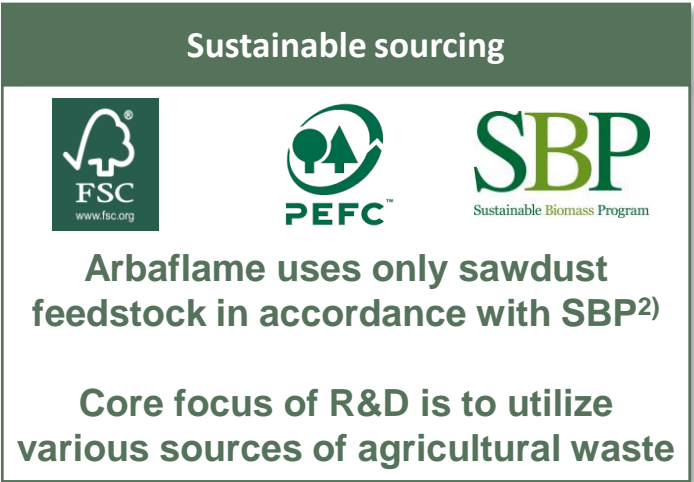 Sustainable sourcing
®
FSC
www.fsc.org
PEFC™
SBP
Sustainable Biomass Program
Arbaflame uses only sawdust
feedstock in accordance with SBP2)
Core focus of R&D is to utilize
various sources of agricultural waste